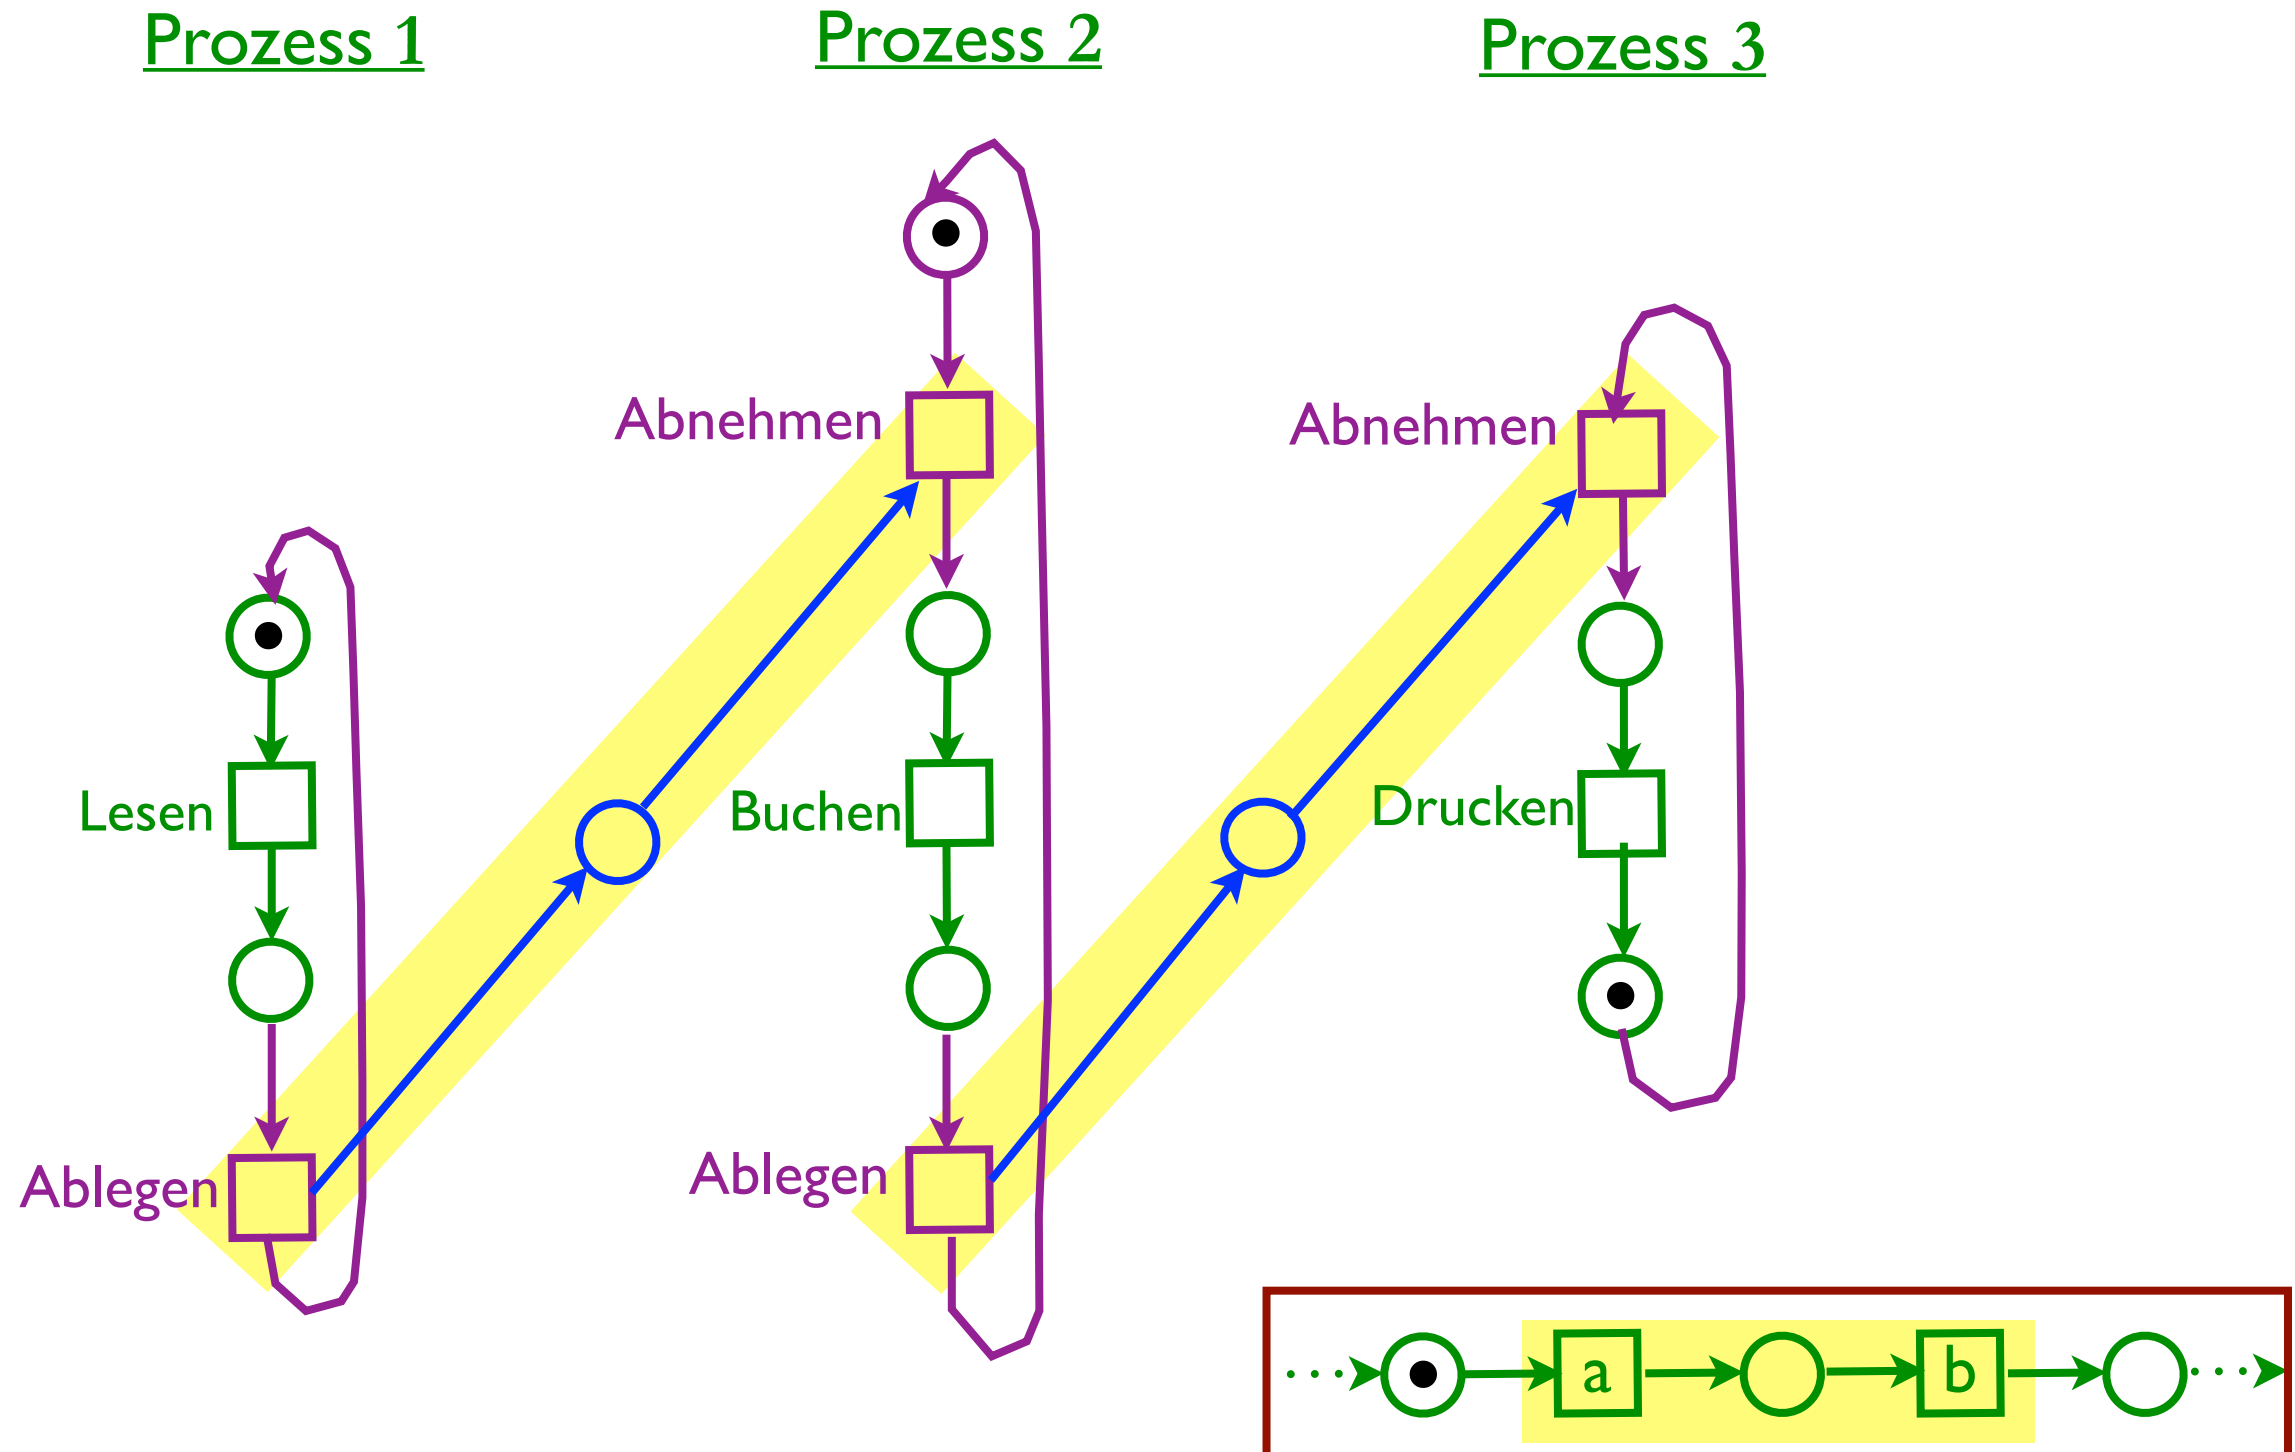 Prozess 1
Prozess 2
Prozess 3
Abnehmen
Abnehmen
Lesen
Buchen
Drucken
Ablegen
Ablegen
a
b